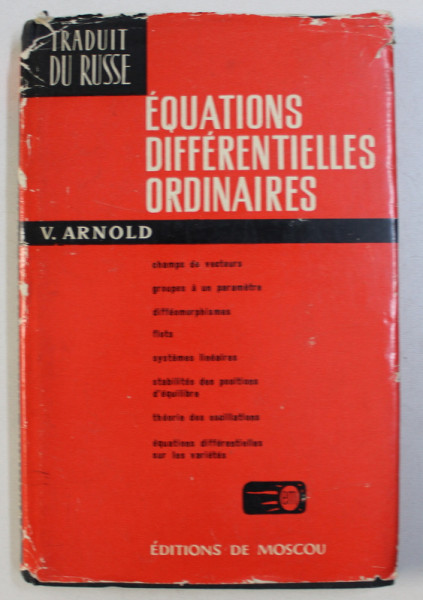 TRADUIT
DU RUSSE
ÉQUATIONS
DIFFÉRENTIELLES
ORDINAIRES
V. ARNOLD
champs de vecteurs
groupes à un paramètre
difféomorphismes
flots
systèmes linéaires
stabilités des positions
d'équilibre
théorie des oscillations
équations différentielles
sur les variétés
ÉDITIONS DE MOSCOU